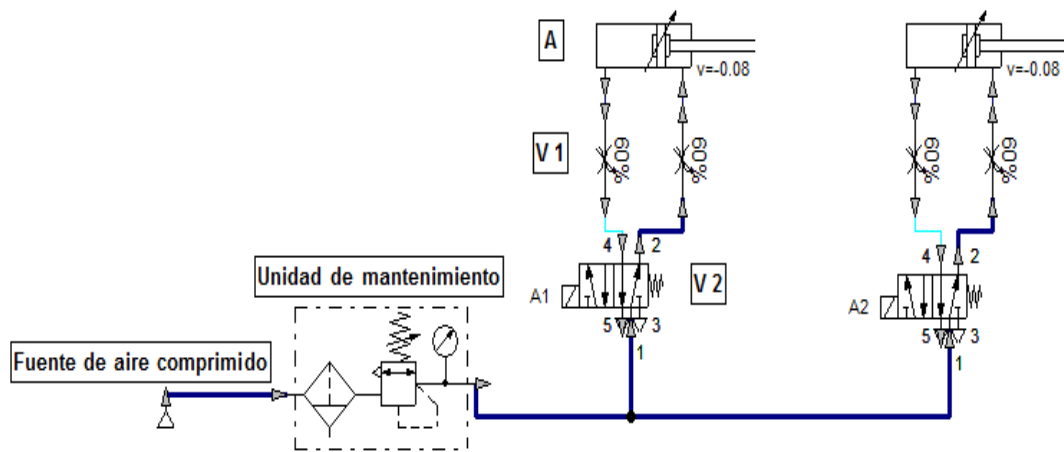 A
v=-0.08
v=-0.08
V 1
60%
60%
60%
60%
4
2
4
2
Unidad de mantenimiento
A1
V 2
A2
5
3
5
3
1
1
Fuente de aire comprimido